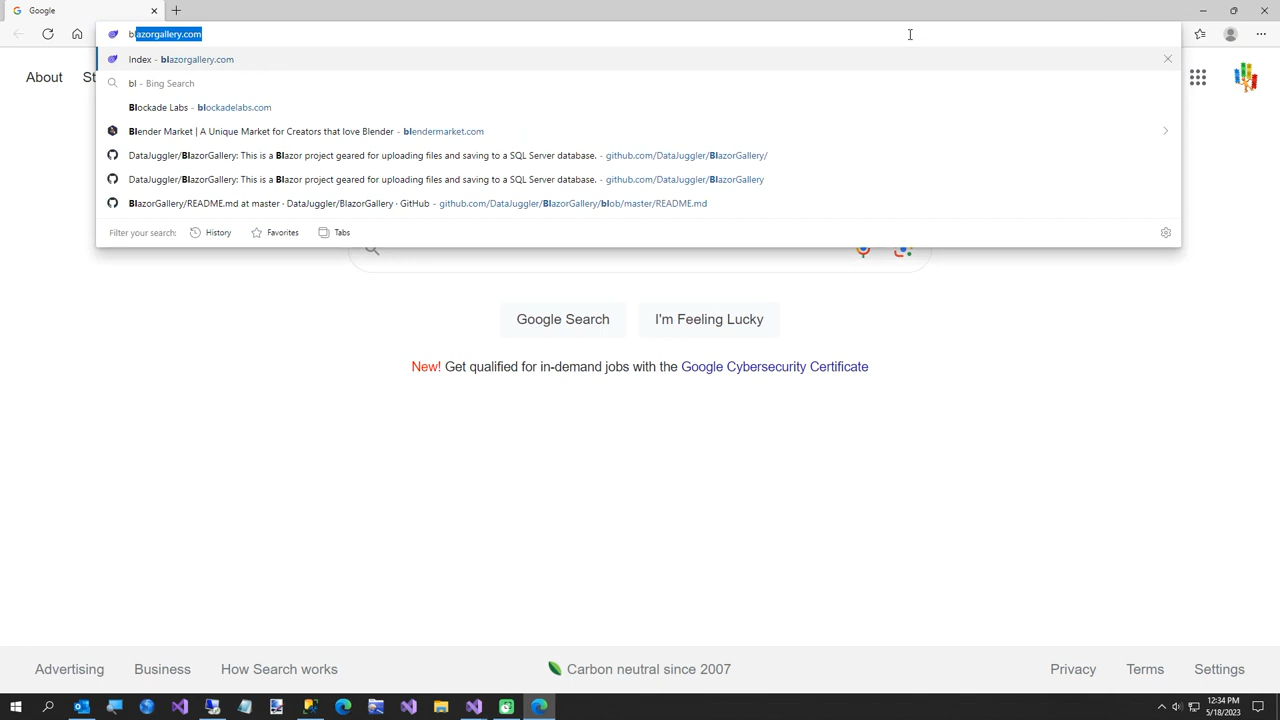 Google
blazorgallery.com
Index - blazorgallery.com
bl - Bing Search
Blockade Labs - blockadelabs.com
Blender Market | A Unique Market for Creators that love Blender - blendermarket.com
DataJuggler/BlazorGallery: This is a Blazor project geared for uploading files and saving to a SQL Server database. - github.com/DataJuggler/BlazorGallery/
DataJuggler/BlazorGallery: This is a Blazor project geared for uploading files and saving to a SQL Server database. - github.com/DataJuggler/BlazorGallery
BlazorGallery/README.md at master · DataJuggler/BlazorGallery · GitHub - github.com/DataJuggler/BlazorGallery/blob/master/README.md
Filter your search: History Favorites Tabs
About St
Google Search I'm Feeling Lucky
New! Get qualified for in-demand jobs with the Google Cybersecurity Certificate
Advertising Business How Search works Carbon neutral since 2007 Privacy Terms Settings
12:34 PM
5/18/2023